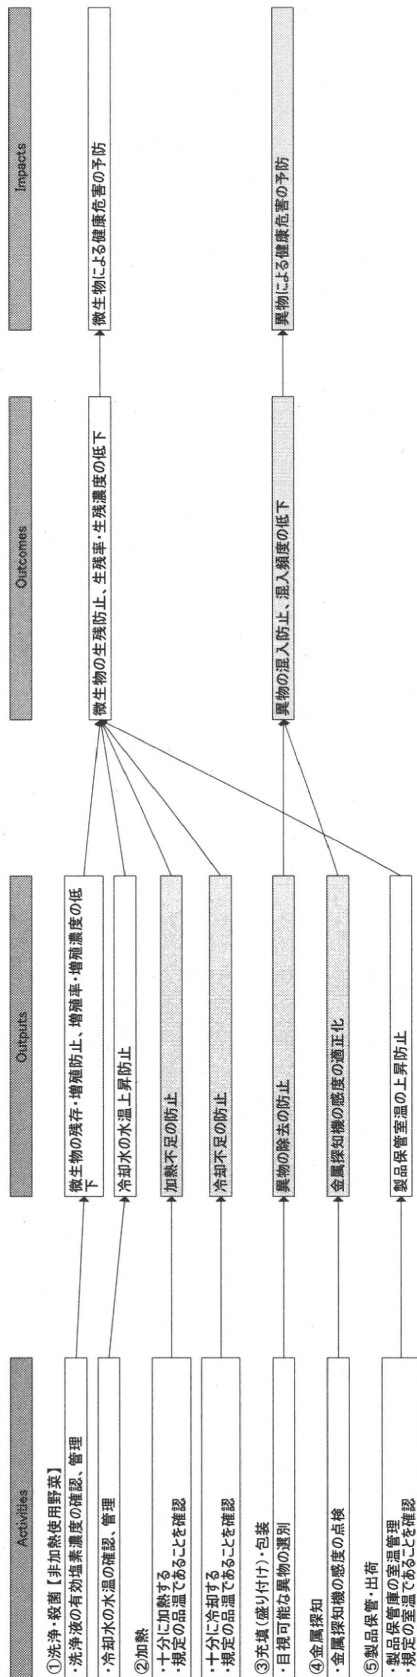 Activities
Outputs
Outcomes
Impacts
①洗浄・殺菌【非加熱使用野菜】
・洗浄液の有効塩素濃度の確認、管理
・冷却水の水温の確認、管理
②加熱
・十分に加熱する
・規定の品温であることを確認
・十分に冷却する
・規定の品温であることを確認
③充填(盛り付け)・包装
目視可能な異物の選別
④金属探知
金属探知機の感度の点検
⑤製品保管・出荷
・製品保管庫の室温管理
規定の室温であることを確認
微生物の残存・増殖防止、増殖率・増殖濃度の低
下
冷却水の水温上昇防止
加熱不足の防止
冷却不足の防止
異物の除去の防止
金属探知機の感度の適正化
製品保管室温の上昇防止
微生物の生残防止、生残率・生残濃度の低下
異物の混入防止、混入頻度の低下
微生物による健康危害の予防
異物による健康危害の予防